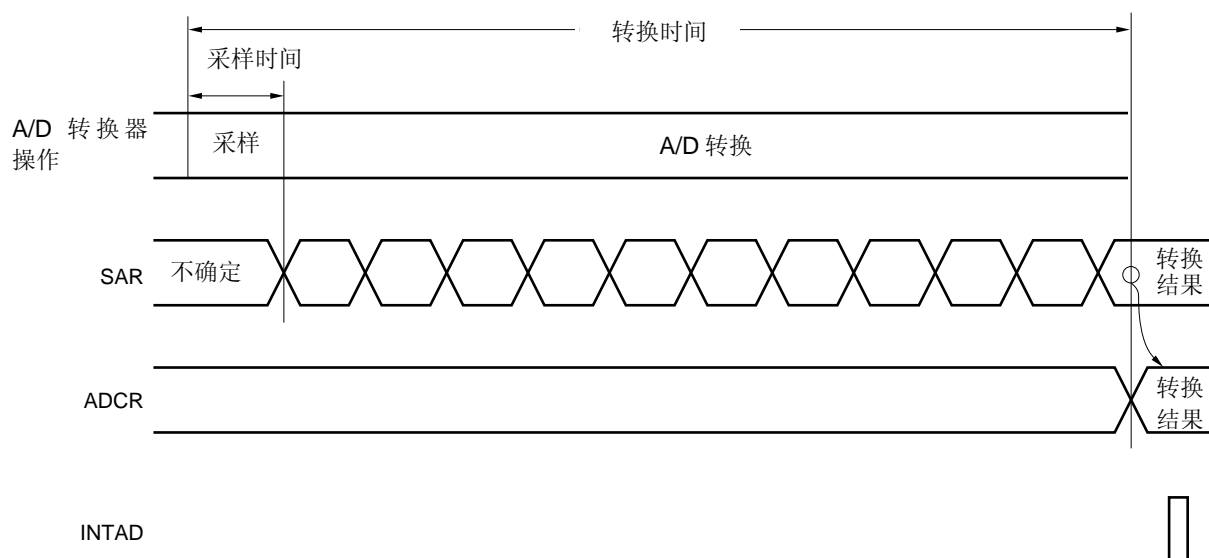 转换时间
采样时间
A/D 转换器
操作
采样
A/D 转换
SAR
不确定
转换
结果
ADCR
转换
结果
INTAD